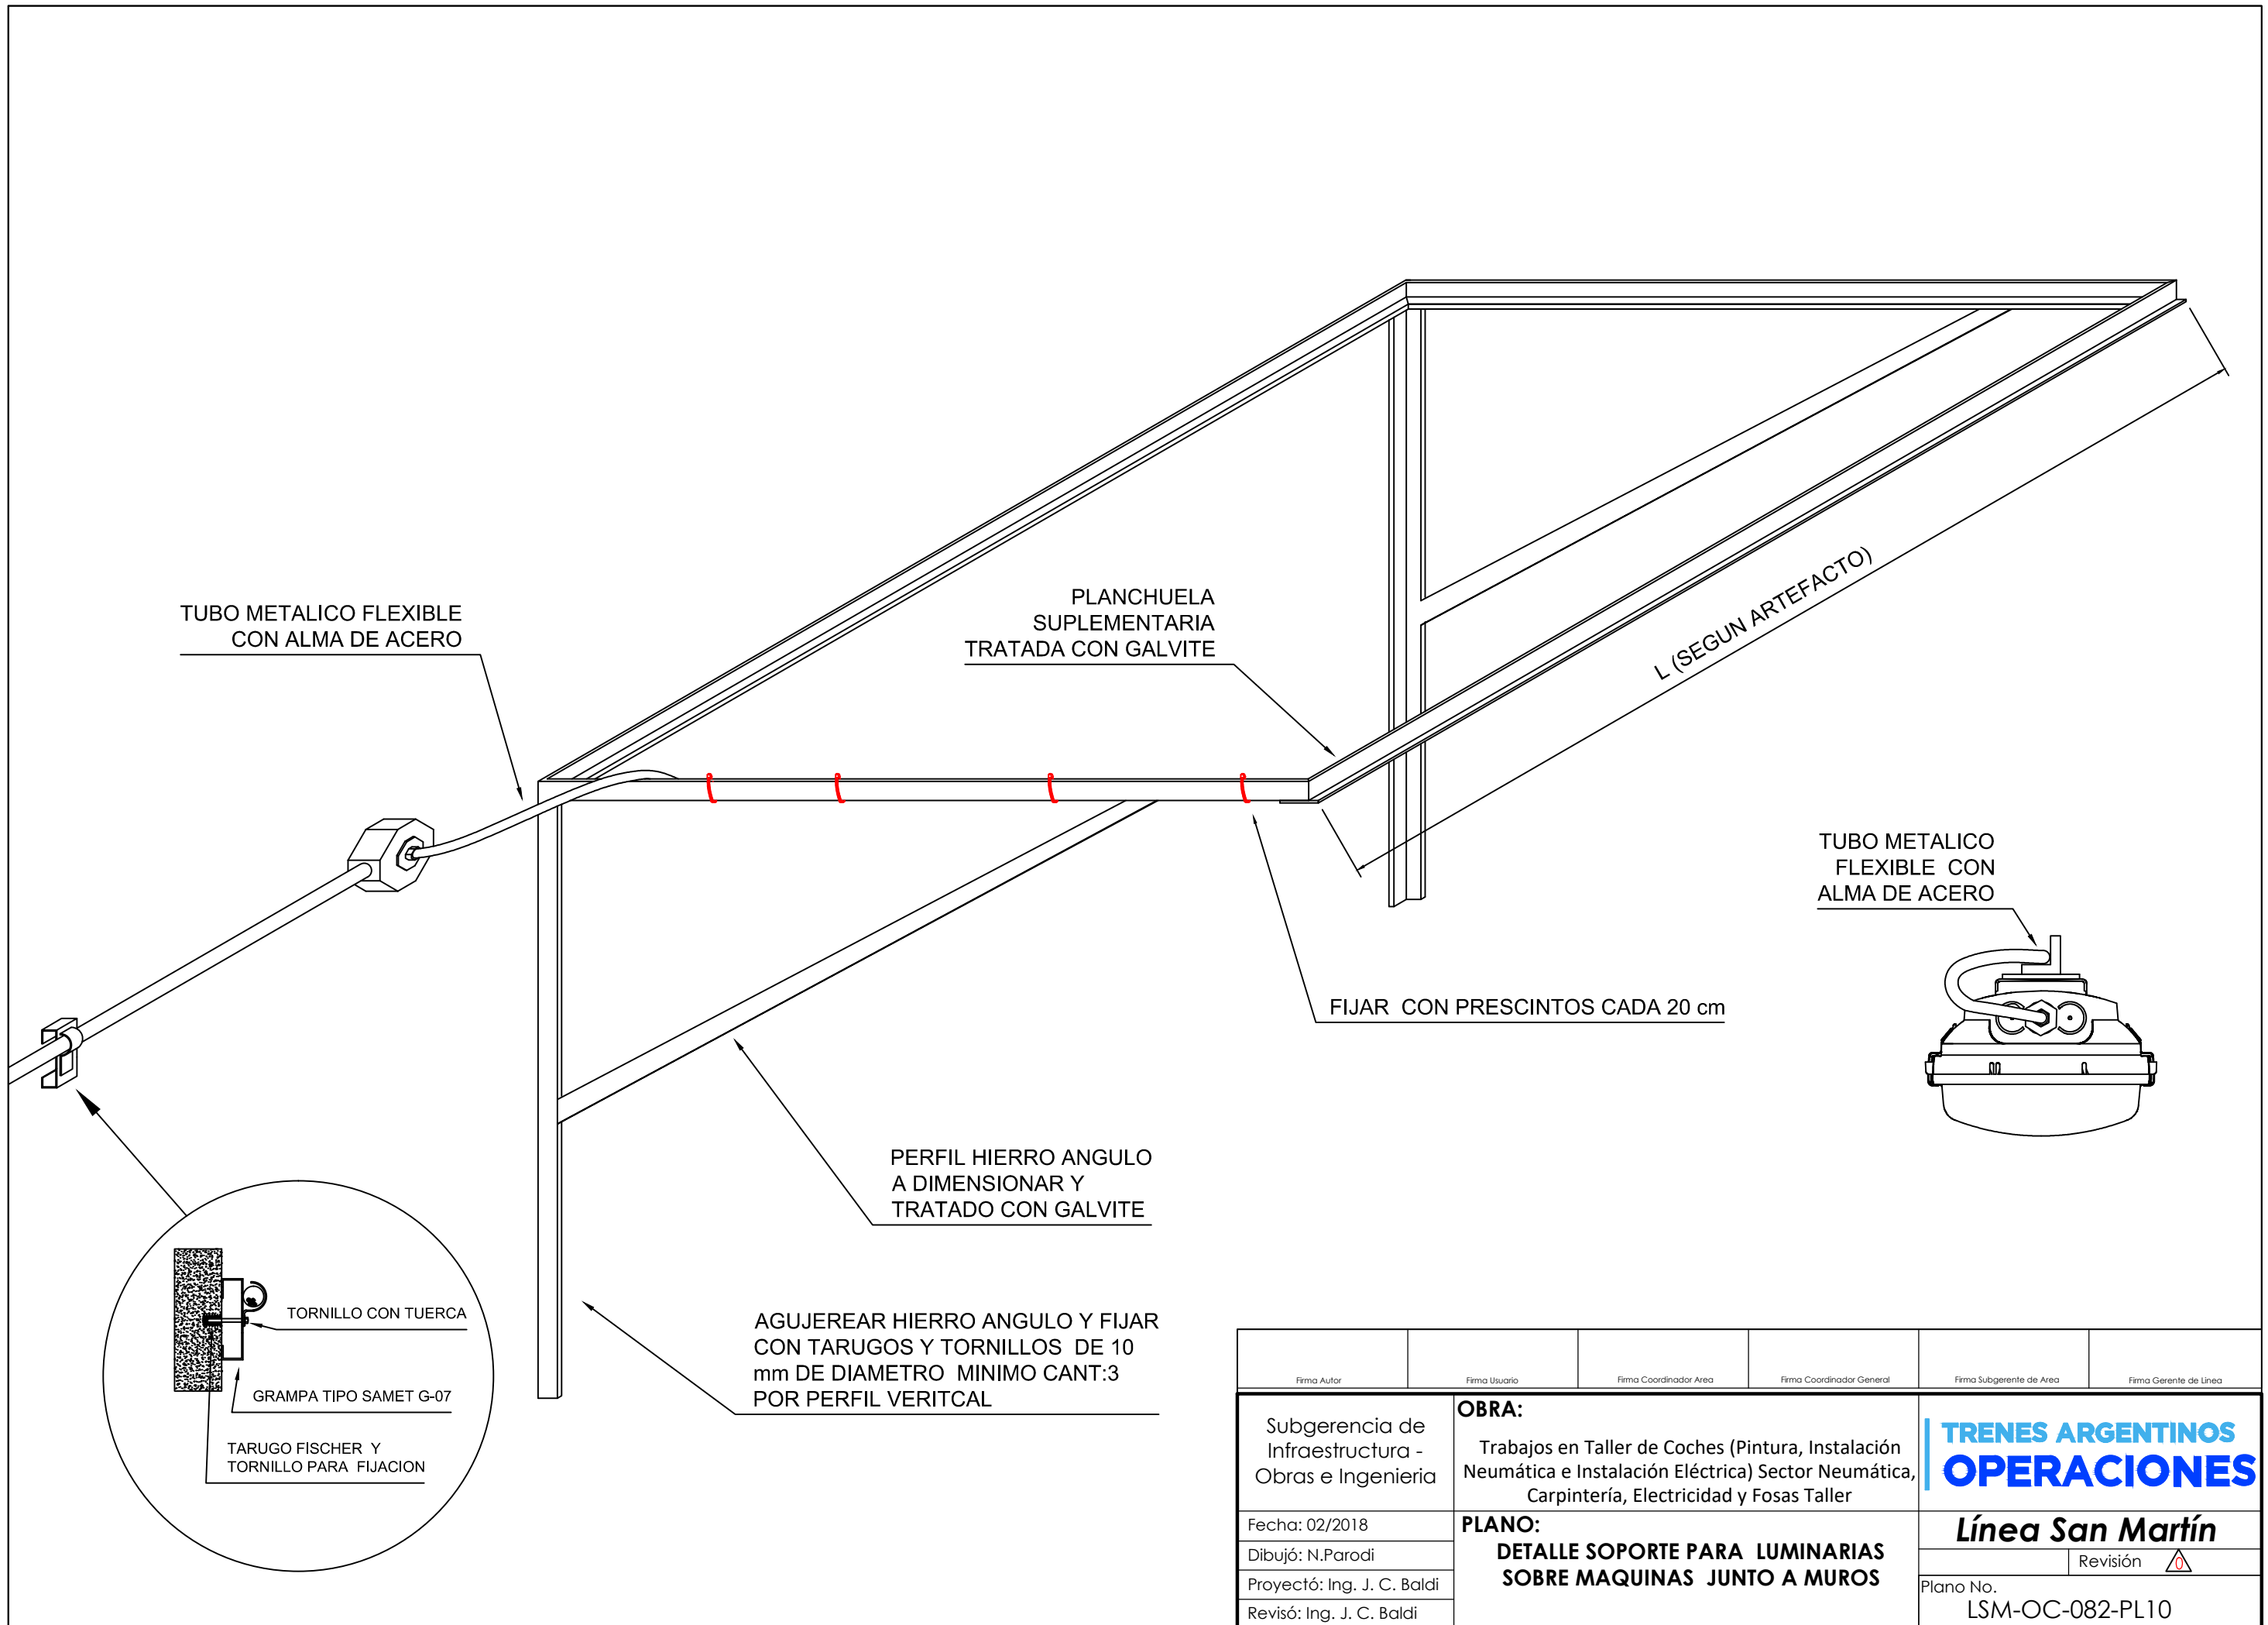 TUBO METALICO FLEXIBLE
CON ALMA DE ACERO
PLANCHUELA
SUPLEMENTARIA
TRATADA CON GALVITE
L (SEGUN ARTEFACTO)
TUBO METALICO
FLEXIBLE CON
ALMA DE ACERO
FIJAR CON PRESCINTOS CADA 20 cm
PERFIL HIERRO ANGULO
A DIMENSIONAR Y
TRATADO CON GALVITE
TORNILLO CON TUERCA
GRAMPA TIPO SAMET G-07
TARUGO FISCHER Y
TORNILLO PARA FIJACION
AGUJEREAR HIERRO ANGULO Y FIJAR
CON TARUGOS Y TORNILLOS DE 10
mm DE DIAMETRO MINIMO CANT:3
POR PERFIL VERITCAL
Firma Autor
Firma Usuario
Firma Coordinador Area
Firma Coordinador General
Firma Subgerente de Area
Firma Gerente de Linea
Subgerencia de
Infraestructura -
Obras e Ingenieria
OBRA:
Trabajos en Taller de Coches (Pintura, Instalación
Neumática e Instalación Eléctrica) Sector Neumática,
Carpintería, Electricidad y Fosas Taller
TRENES ARGENTINOS
OPERACIONES
Fecha: 02/2018
Dibujó: N.Parodi
Proyectó: Ing. J. C. Baldi
Revisó: Ing. J. C. Baldi
PLANO:
DETALLE SOPORTE PARA LUMINARIAS
SOBRE MAQUINAS JUNTO A MUROS
Línea San Martín
Revisión 0
Plano No.
LSM-OC-082-PL10